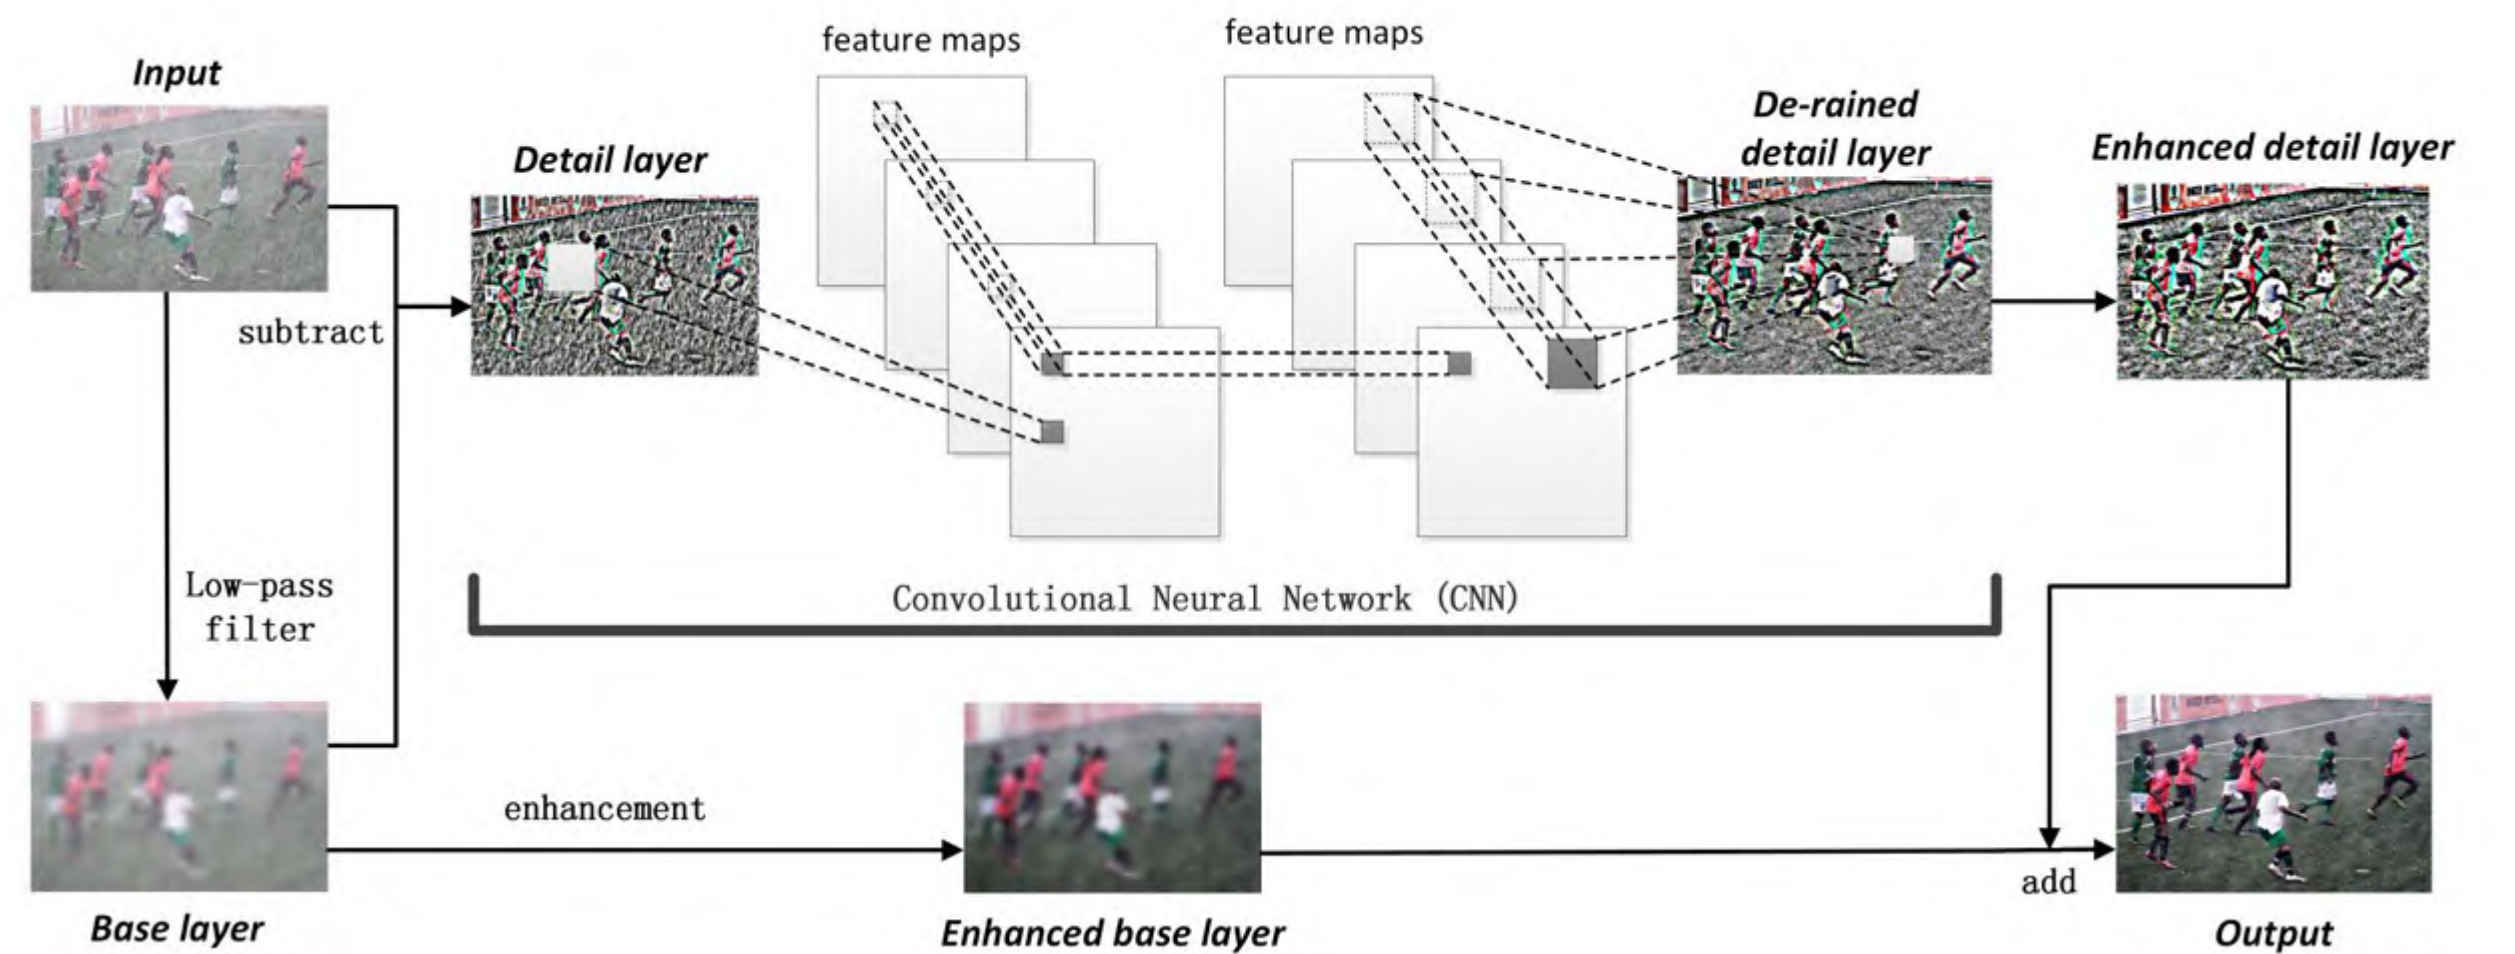 Input
feature maps
feature maps
De-rained
detail layer
Enhanced detail layer
Detail layer
subtract
Low-pass
filter
Convolutional Neural Network (CNN)
enhancement
add
Base layer
Enhanced base layer
Output